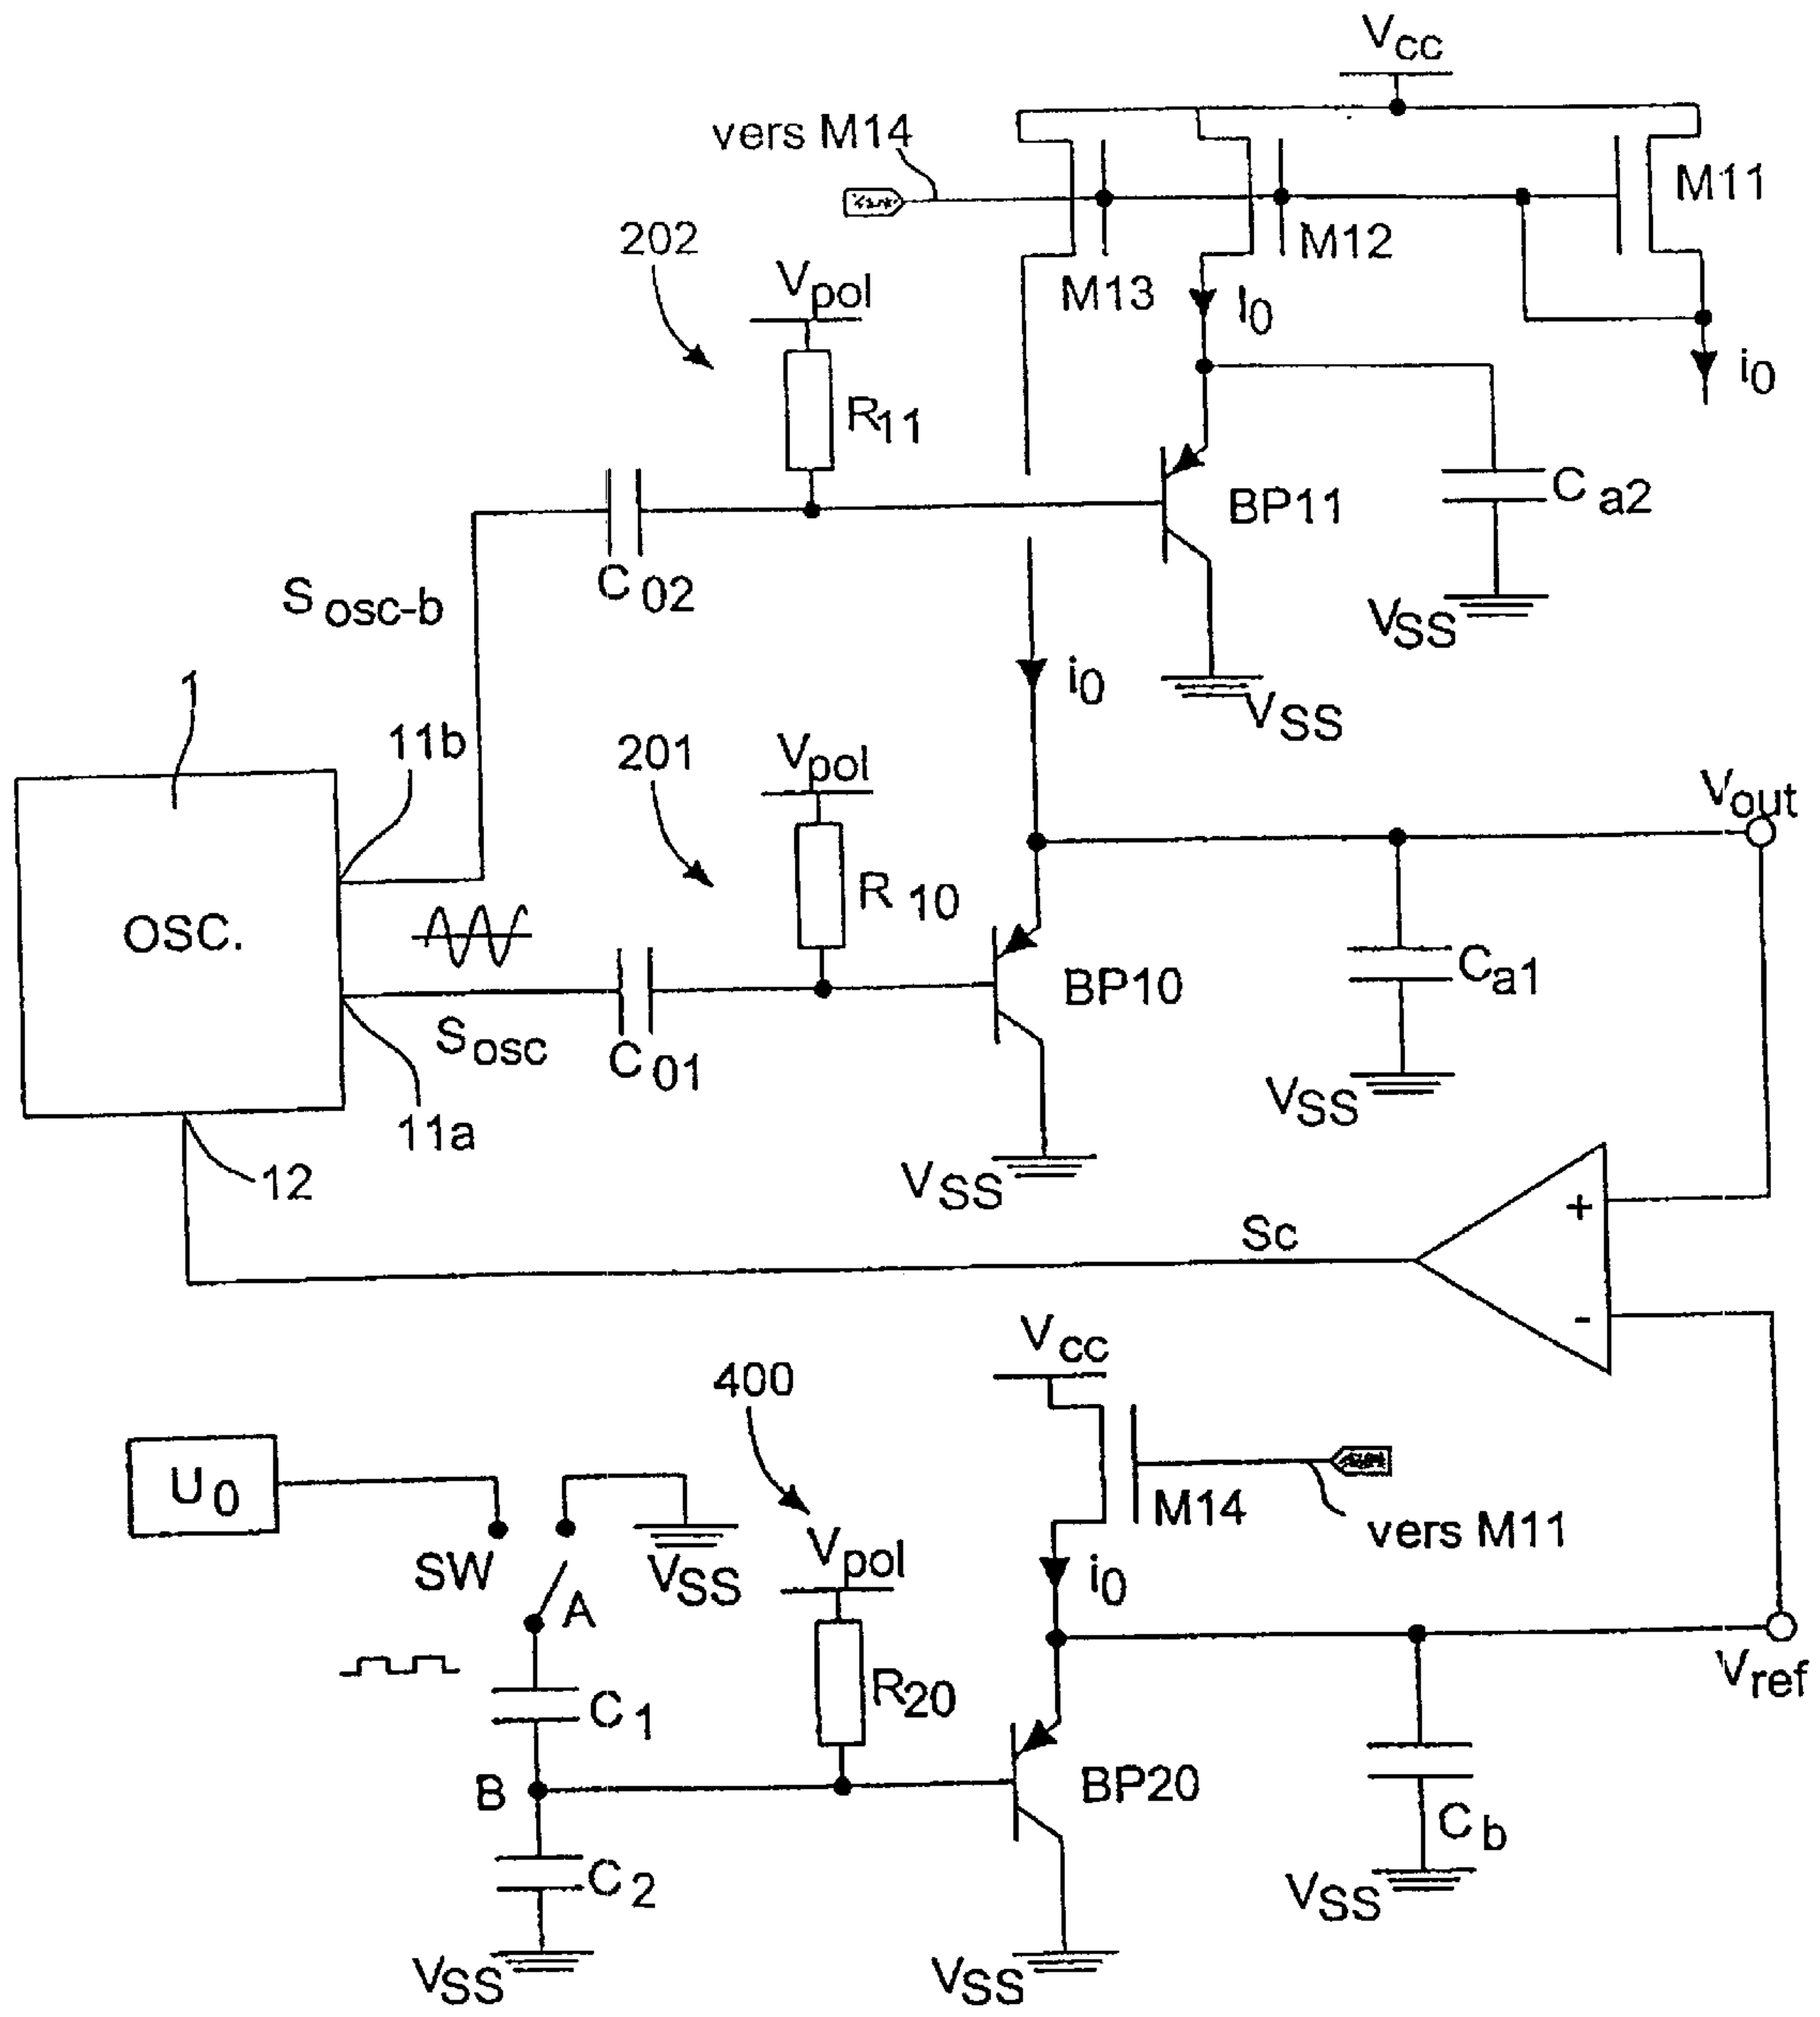 Vcc
vers M14
M11
202
M12
Vpol
M13
I0
i0
R11
BP11
Ca2
C02
VSS
Sosc-b
i0
VSS
1
11b
201
Vpol
Vout
R10
OSC.
BP10
Ca1
Sosc
C01
VSS
11a
12
VSS
+
Sc
-
Vcc
400
U0
M14
vers M11
SW
VSS
Vpol
A
i0
Vref
C1
R20
B
BP20
Cb
C2
VSS
VSS
VSS